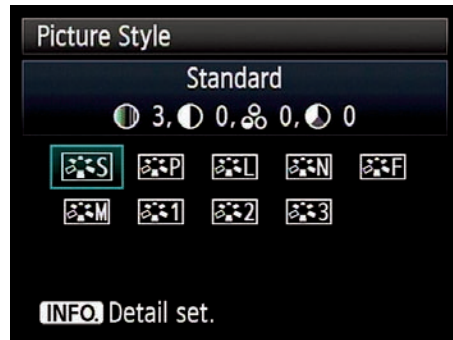 Picture Style
Standard
3, 0, 0, 0
S P L N F
M 1 2 3
INFO. Detail set.